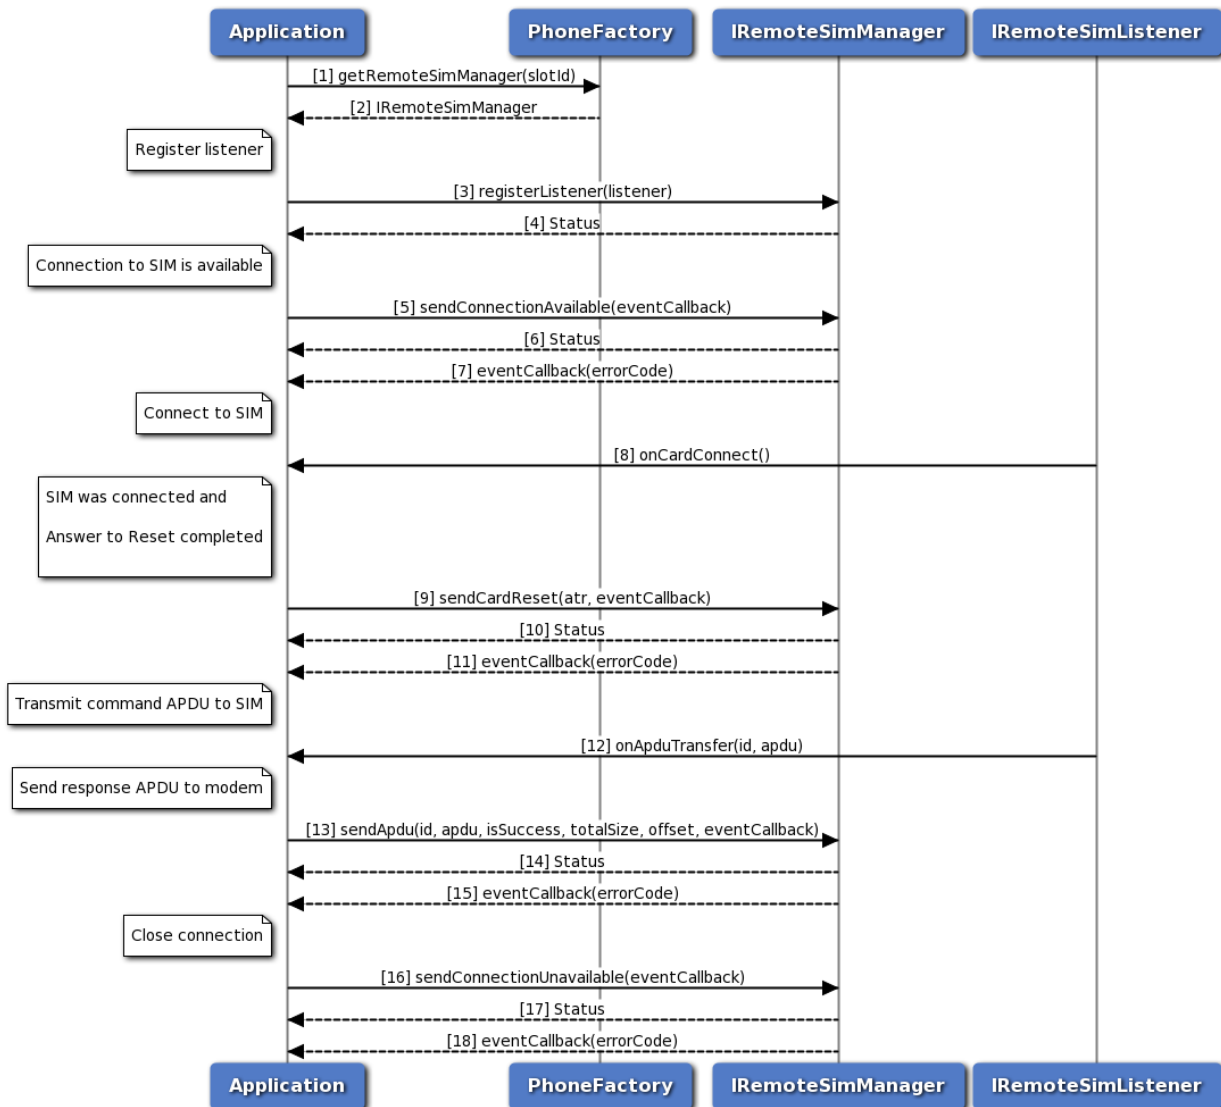 Application PhoneFactory IRemoteSimManager IRemoteSimListener
[1] getRemoteSimManager(slotId)
[2] IRemoteSimManager
Register listener
[3] registerListener(listener)
[4] Status
Connection to SIM is available
[5] sendConnectionAvailable(eventCallback)
[6] Status
[7] eventCallback(errorCode)
Connect to SIM
[8] onCardConnect()
SIM was connected and
Answer to Reset completed
[9] sendCardReset(atr, eventCallback)
[10] Status
[11] eventCallback(errorCode)
Transmit command APDU to SIM
[12] onApduTransfer(id, apdu)
Send response APDU to modem
[13] sendApdu(id, apdu, isSuccess, totalSize, offset, eventCallback)
[14] Status
[15] eventCallback(errorCode)
Close connection
[16] sendConnectionUnavailable(eventCallback)
[17] Status
[18] eventCallback(errorCode)
Application PhoneFactory IRemoteSimManager IRemoteSimListener